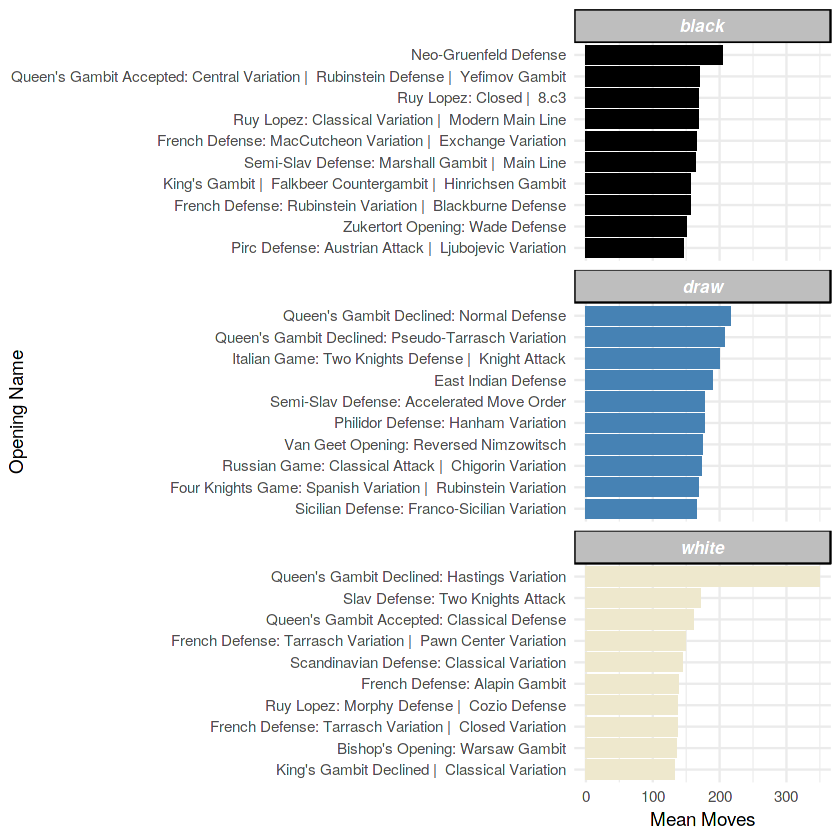 black
Neo-Gruenfeld Defense
Queen's Gambit Accepted: Central Variation | Rubinstein Defense | Yefimov Gambit
Ruy Lopez: Closed | 8.c3
Ruy Lopez: Classical Variation | Modern Main Line
French Defense: MacCutcheon Variation | Exchange Variation
Semi-Slav Defense: Marshall Gambit | Main Line
King's Gambit | Falkbeer Countergambit | Hinrichsen Gambit
French Defense: Rubinstein Variation | Blackburne Defense
Zukertort Opening: Wade Defense
Pirc Defense: Austrian Attack | Ljubojevic Variation
draw
Queen's Gambit Declined: Normal Defense
Queen's Gambit Declined: Pseudo-Tarrasch Variation
Italian Game: Two Knights Defense | Knight Attack
East Indian Defense
Semi-Slav Defense: Accelerated Move Order
Philidor Defense: Hanham Variation
Van Geet Opening: Reversed Nimzowitsch
Russian Game: Classical Attack | Chigorin Variation
Four Knights Game: Spanish Variation | Rubinstein Variation
Sicilian Defense: Franco-Sicilian Variation
Opening Name
white
Queen's Gambit Declined: Hastings Variation
Slav Defense: Two Knights Attack
Queen's Gambit Accepted: Classical Defense
French Defense: Tarrasch Variation | Pawn Center Variation
Scandinavian Defense: Classical Variation
French Defense: Alapin Gambit
Ruy Lopez: Morphy Defense | Cozio Defense
French Defense: Tarrasch Variation | Closed Variation
Bishop's Opening: Warsaw Gambit
King's Gambit Declined | Classical Variation
0 100 200 300
Mean Moves